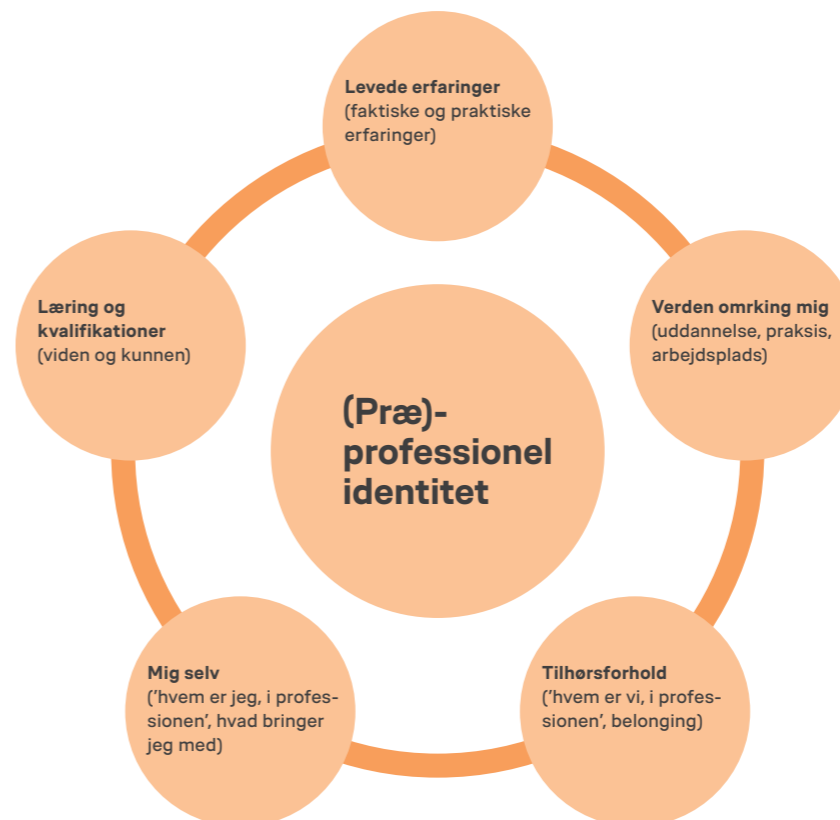 Levede erfaringer
(faktiske og praktiske
erfaringer)
Læring og
kvalifikationer
(viden og kunnen)
Verden omrking mig
(uddannelse, praksis,
arbejdsplads)
(Præ)-
professionel
identitet
Mig selv
('hvem er jeg, i profes-
sionen', hvad bringer
jeg med)
Tilhørsforhold
('hvem er vi, i profes-
sionen', belonging)